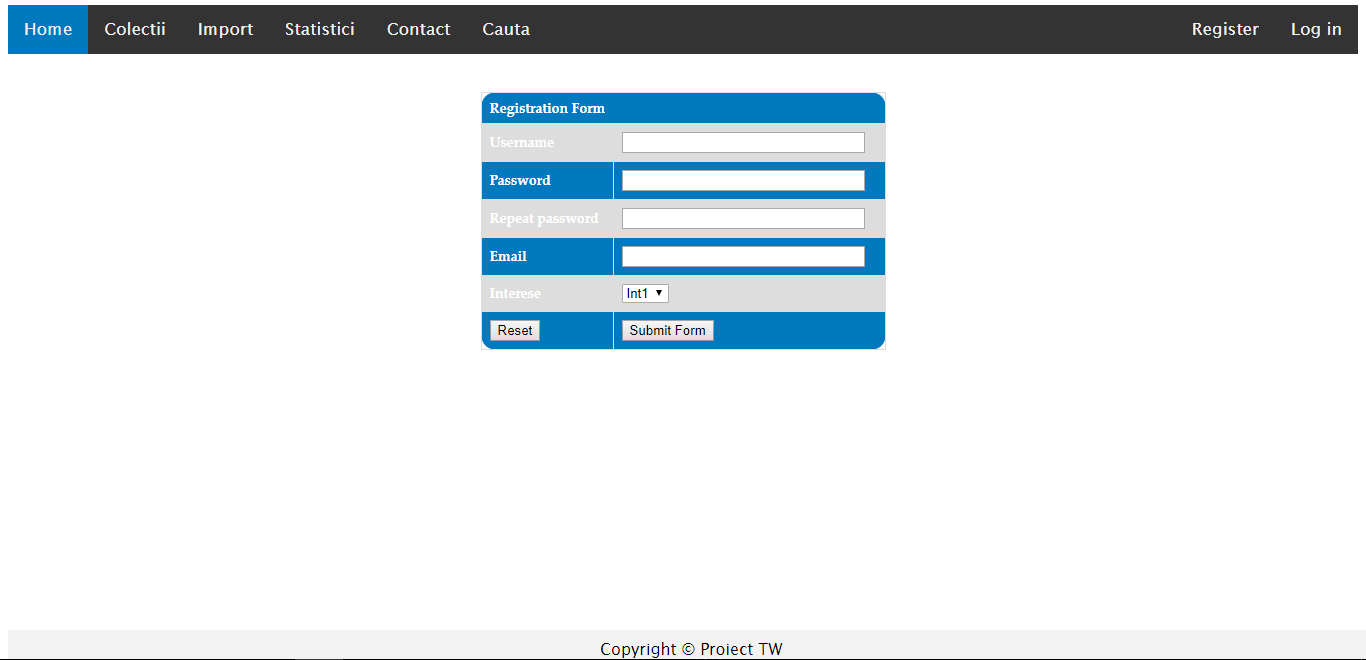 Home Colectii Import Statistici Contact Cauta Register Log in
Registration Form
Username
Password
Repeat password
Email
Interese Int1
Reset Submit Form
Copyright © Proiect TW